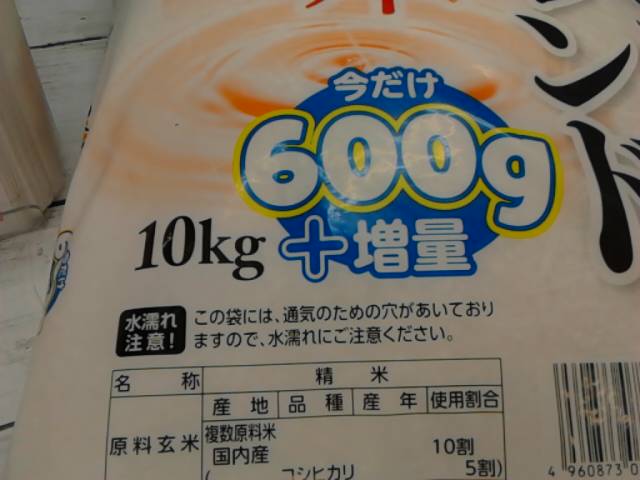 ンド
今だけ
600g
10kg +増量
水濡れ注意!
この袋には、通気のための穴があいており
ますので、水濡れにご注意ください。
名称 精米
産地 品種 産年 使用割合
原料玄米
複数原料米
国内産 10割
( コシヒカリ 5割)
4 960873 0